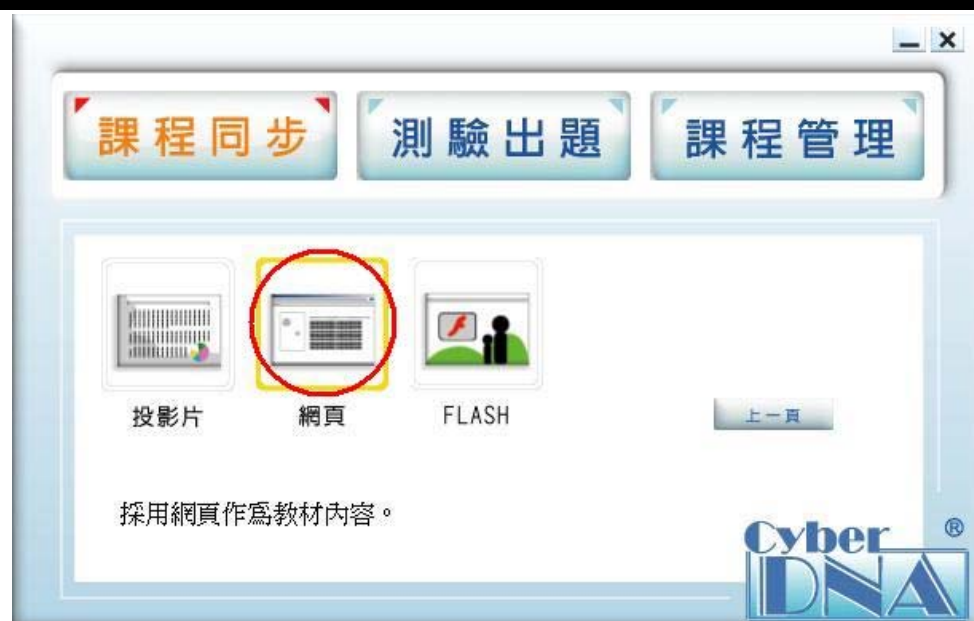 課程同步 測驗出題 課程管理
投影片 網頁 FLASH
上一頁
採用網頁作為教材內容。
Cyber ®
DNA